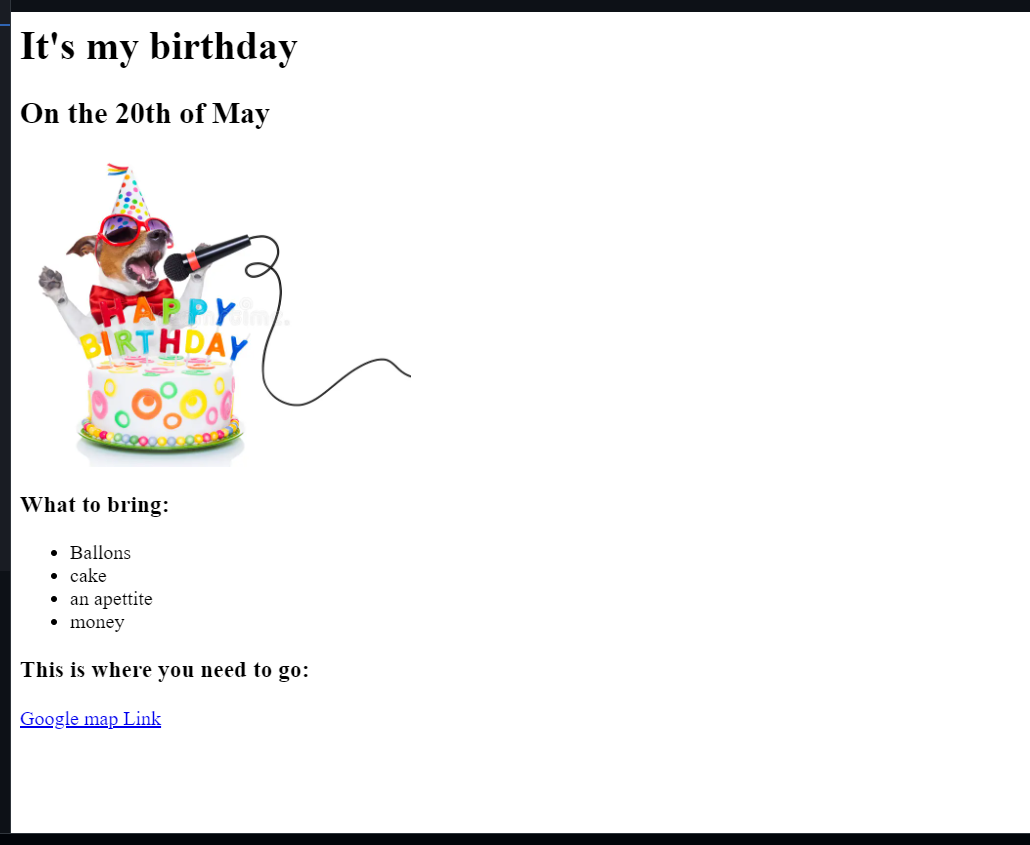 It's my birthday
On the 20th of May
HAPPY
BIRTHDAY
What to bring:
Ballons
cake
an apettite
money
This is where you need to go:
Google map Link